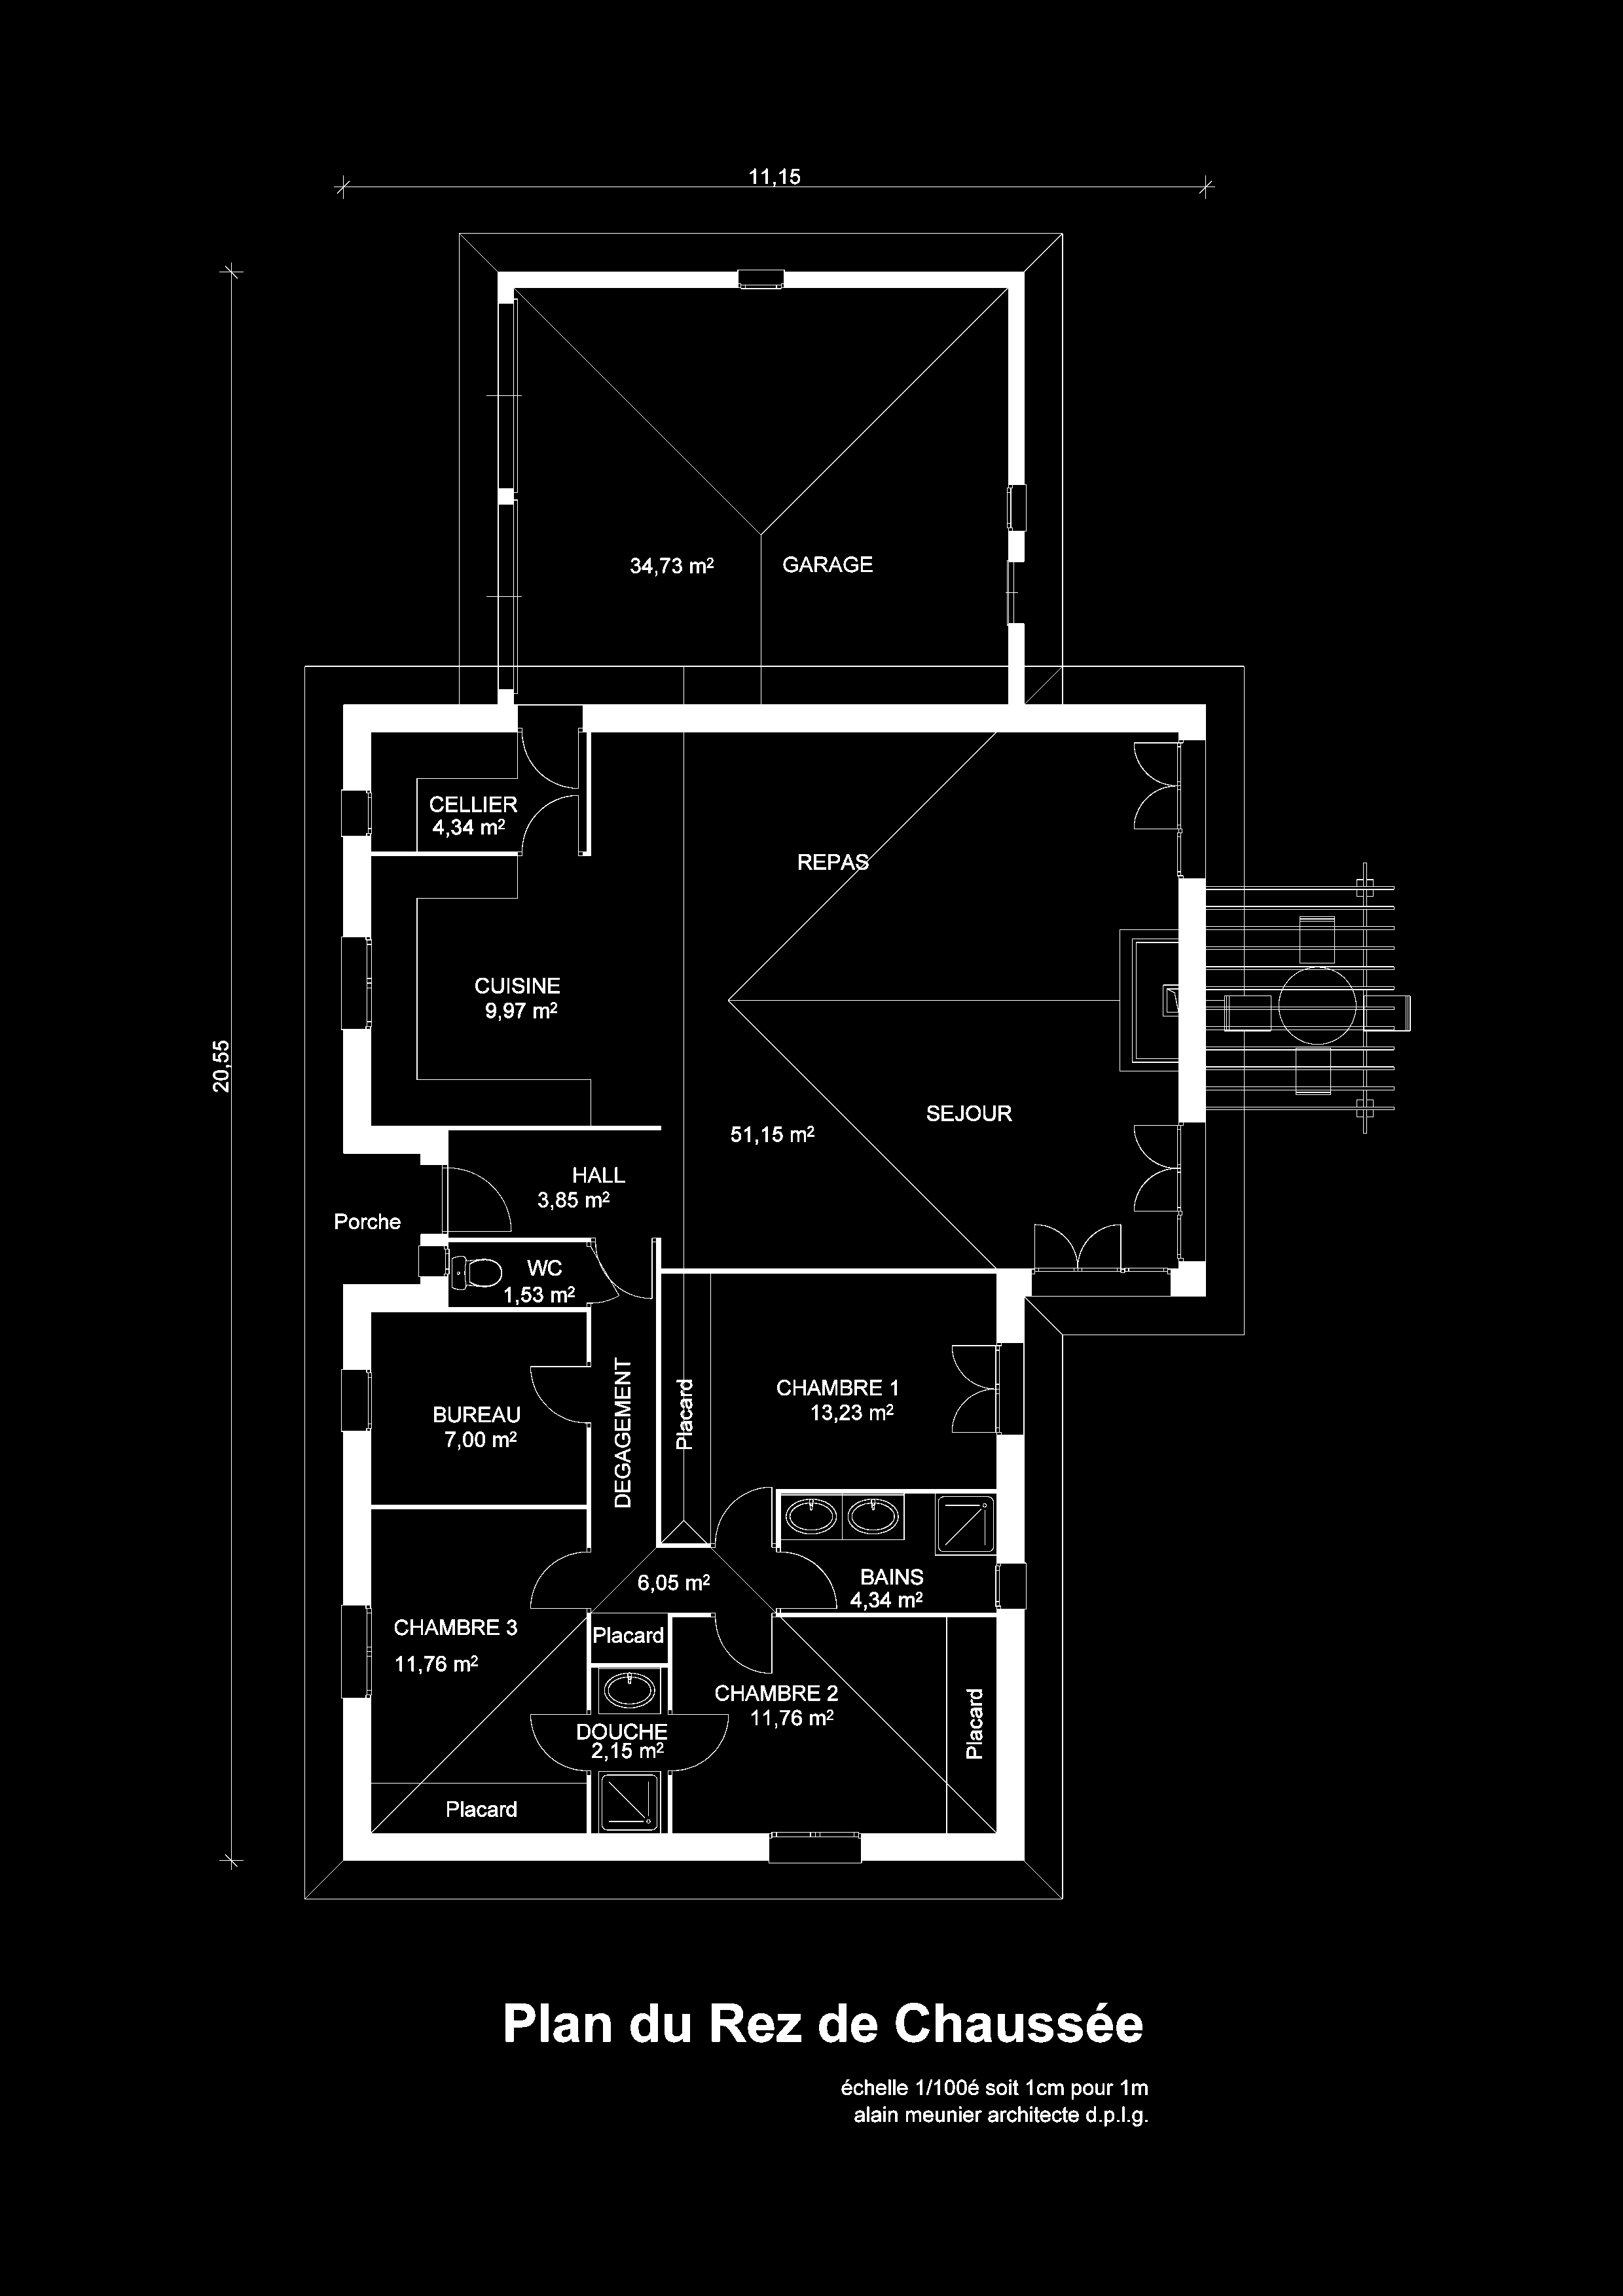 11,15
34,73 m²
GARAGE
CELLIER
4,34 m²
REPAS
CUISINE
9,97 m²
20,55
SEJOUR
51,15 m²
HALL
3,85 m²
Porche
WC
1,53 m²
DEGAGEMENT
Placard
CHAMBRE 1
13,23 m²
BUREAU
7,00 m²
6,05 m²
BAINS
4,34 m²
CHAMBRE 3
11,76 m²
Placard
CHAMBRE 2
11,76 m²
Placard
DOUCHE
2,15 m²
Placard
Plan du Rez de Chaussée
échelle 1/100é soit 1cm pour 1m
alain meunier architecte d.p.l.g.